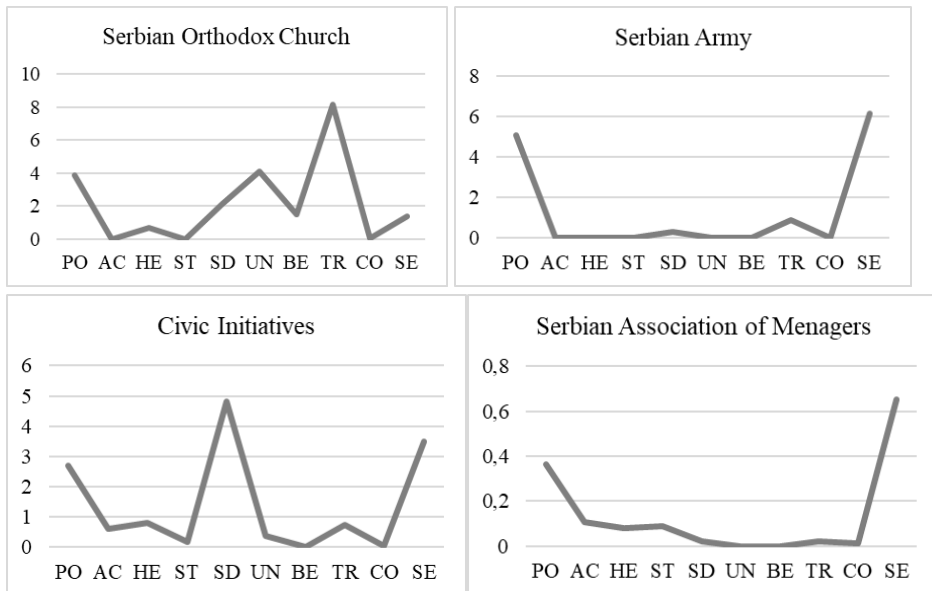 Serbian Orthodox Church
10
8
6
4
2
0
PO AC HE ST SD UN BE TR CO SE
Serbian Army
8
6
4
2
0
PO AC HE ST SD UN BE TR CO SE
Civic Initiatives
6
5
4
3
2
1
0
PO AC HE ST SD UN BE TR CO SE
Serbian Association of Menagers
0,8
0,6
0,4
0,2
0
PO AC HE ST SD UN BE TR CO SE